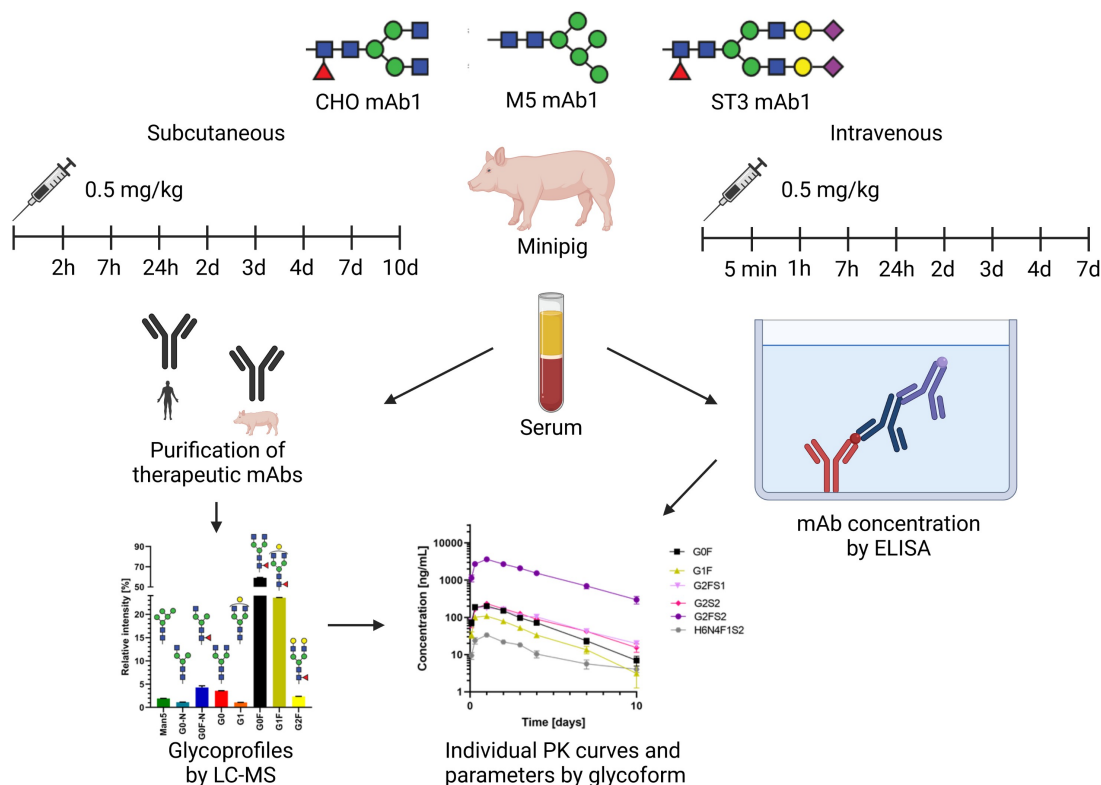 CHO mAb1
M5 mAb1
ST3 mAb1
Subcutaneous
Intravenous
0.5 mg/kg
0.5 mg/kg
Minipig
2h 7h 24h 2d 3d 4d 7d 10d
5 min 1h 7h 24h 2d 3d 4d 7d
Serum
Purification of
therapeutic mAbs
mAb concentration
by ELISA
Relative intensity [%]
90
70
50
20
15
10
5
0
Man5
G0-N
G0F-N
G0
G1
G0F
G1F
G2F
Glycoprofiles
by LC-MS
Concentration [ng/mL]
10000
1000
100
10
1
0 10
Time [days]
G0F
G1F
G2FS1
G2S2
G2FS2
H6N4F1S2
Individual PK curves and
parameters by glycoform